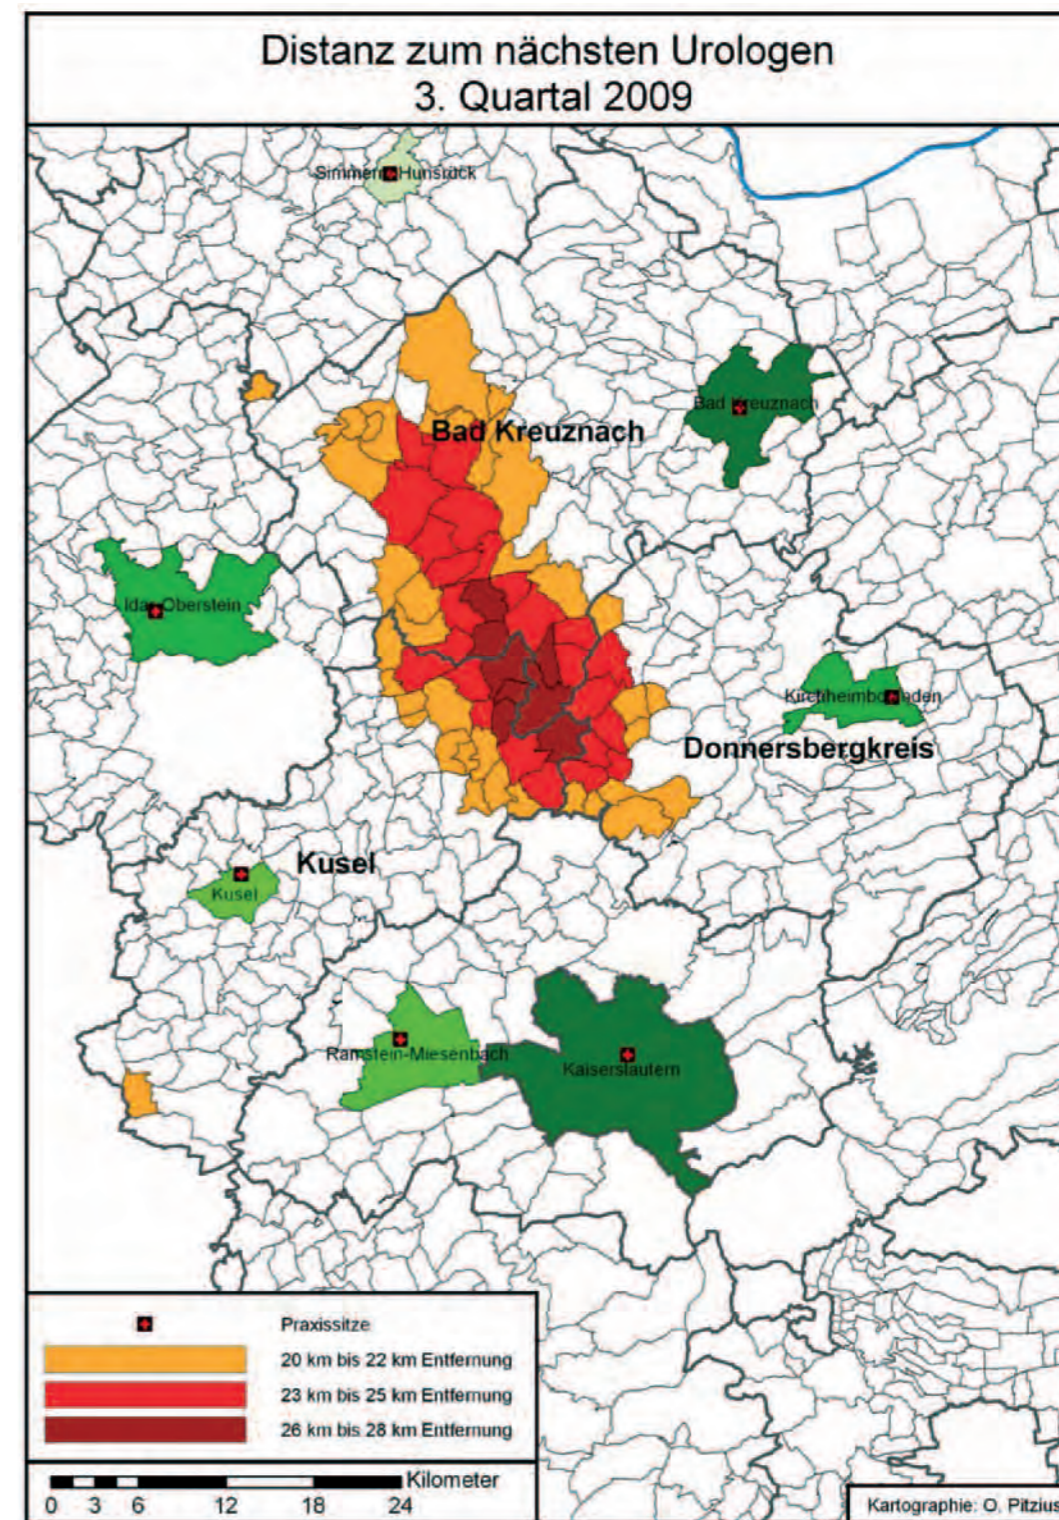 Distanz zum nächsten Urologen
3. Quartal 2009
Simmern/Hunsrück
Bad Kreuznach
Bad Kreuznach
Idar-Oberstein
Kirchheimbolanden
Donnersbergkreis
Kusel
Kusel
Ramstein-Miesenbach
Kaiserslautern
Praxissitze
20 km bis 22 km Entfernung
23 km bis 25 km Entfernung
26 km bis 28 km Entfernung
Kilometer
0 3 6 12 18 24
Kartographie: O. Pitzius